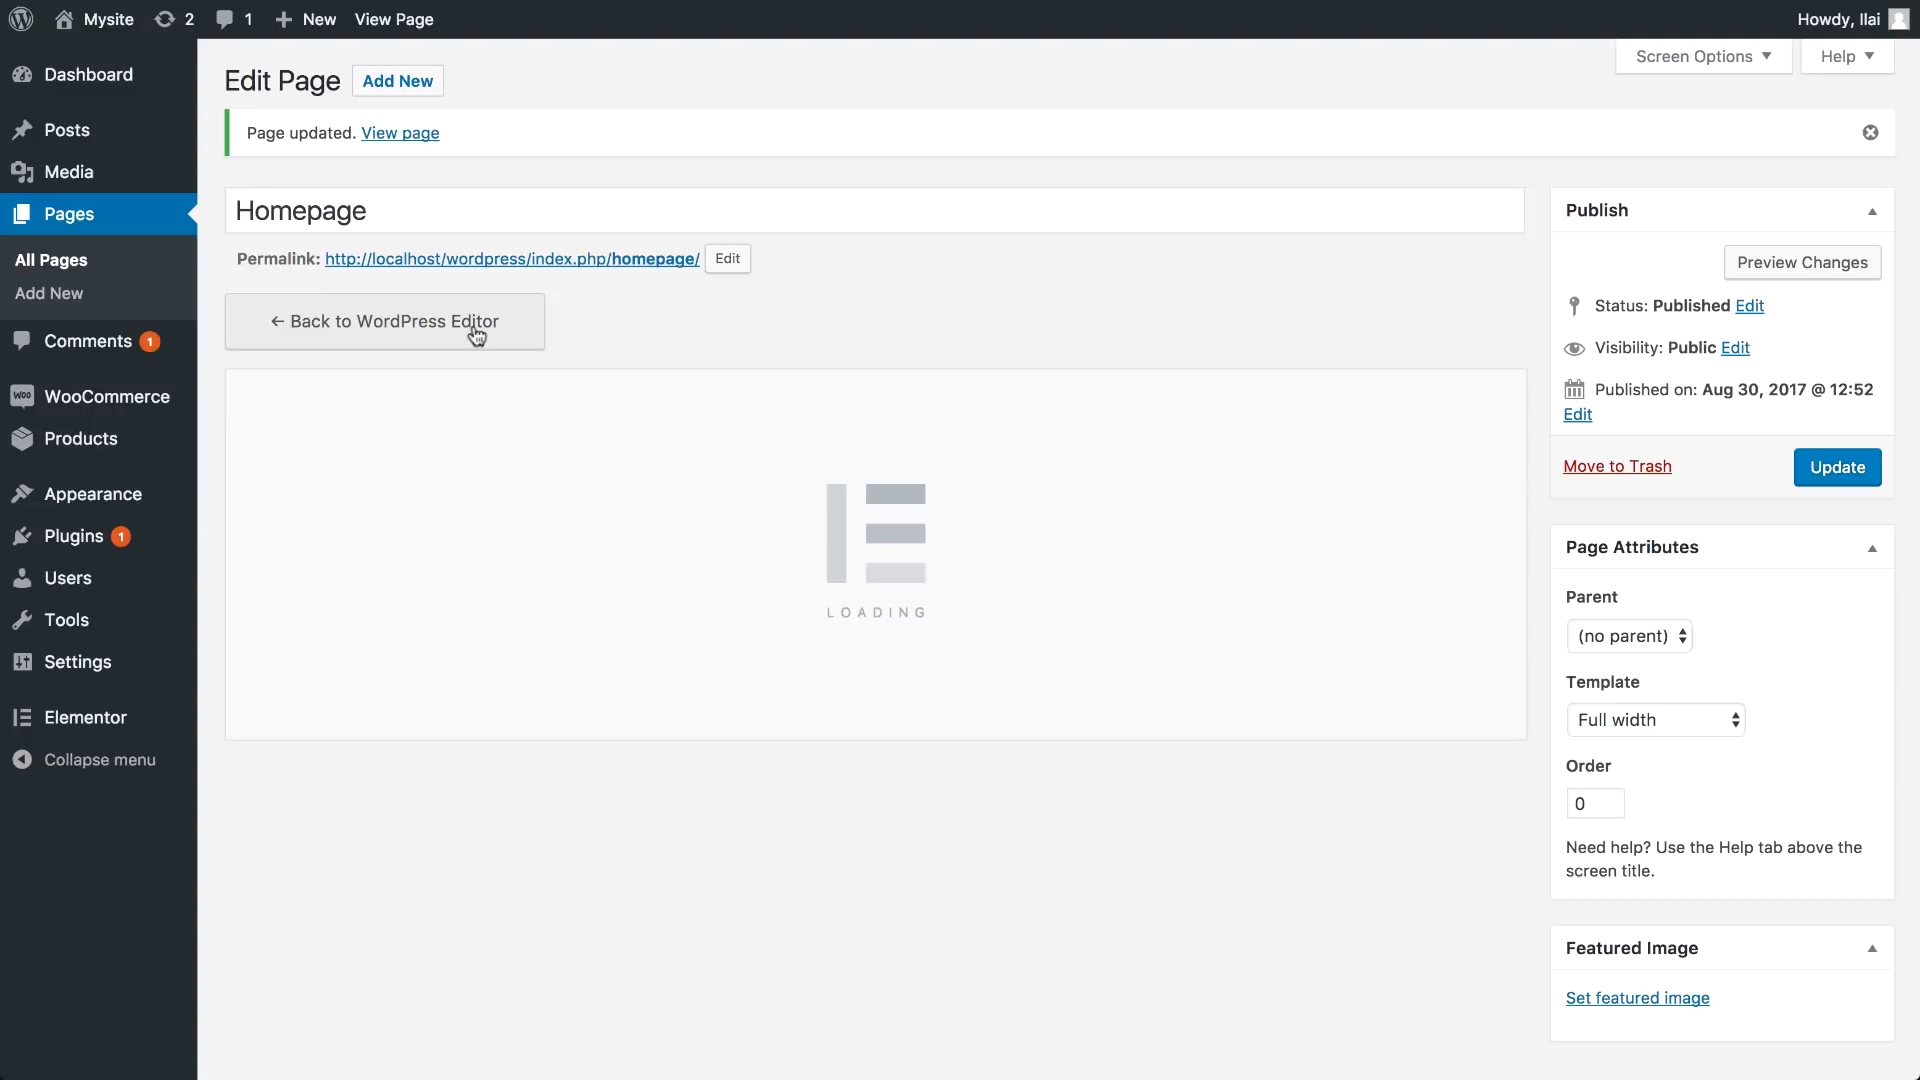 Mysite 2 1 New View Page Howdy, Ilai
Screen Options Help
Dashboard
Posts
Media
Pages
All Pages
Add New
Comments 1
WooCommerce
Products
Appearance
Plugins 1
Users
Tools
Settings
Elementor
Collapse menu
Edit Page Add New
Page updated. View page
Homepage
Permalink: http://localhost/wordpress/index.php/homepage/ Edit
← Back to WordPress Editor
LOADING
Publish
Preview Changes
Status: Published Edit
Visibility: Public Edit
Published on: Aug 30, 2017 @ 12:52
Edit
Move to Trash Update
Page Attributes
Parent
(no parent)
Template
Full width
Order
0
Need help? Use the Help tab above the
screen title.
Featured Image
Set featured image